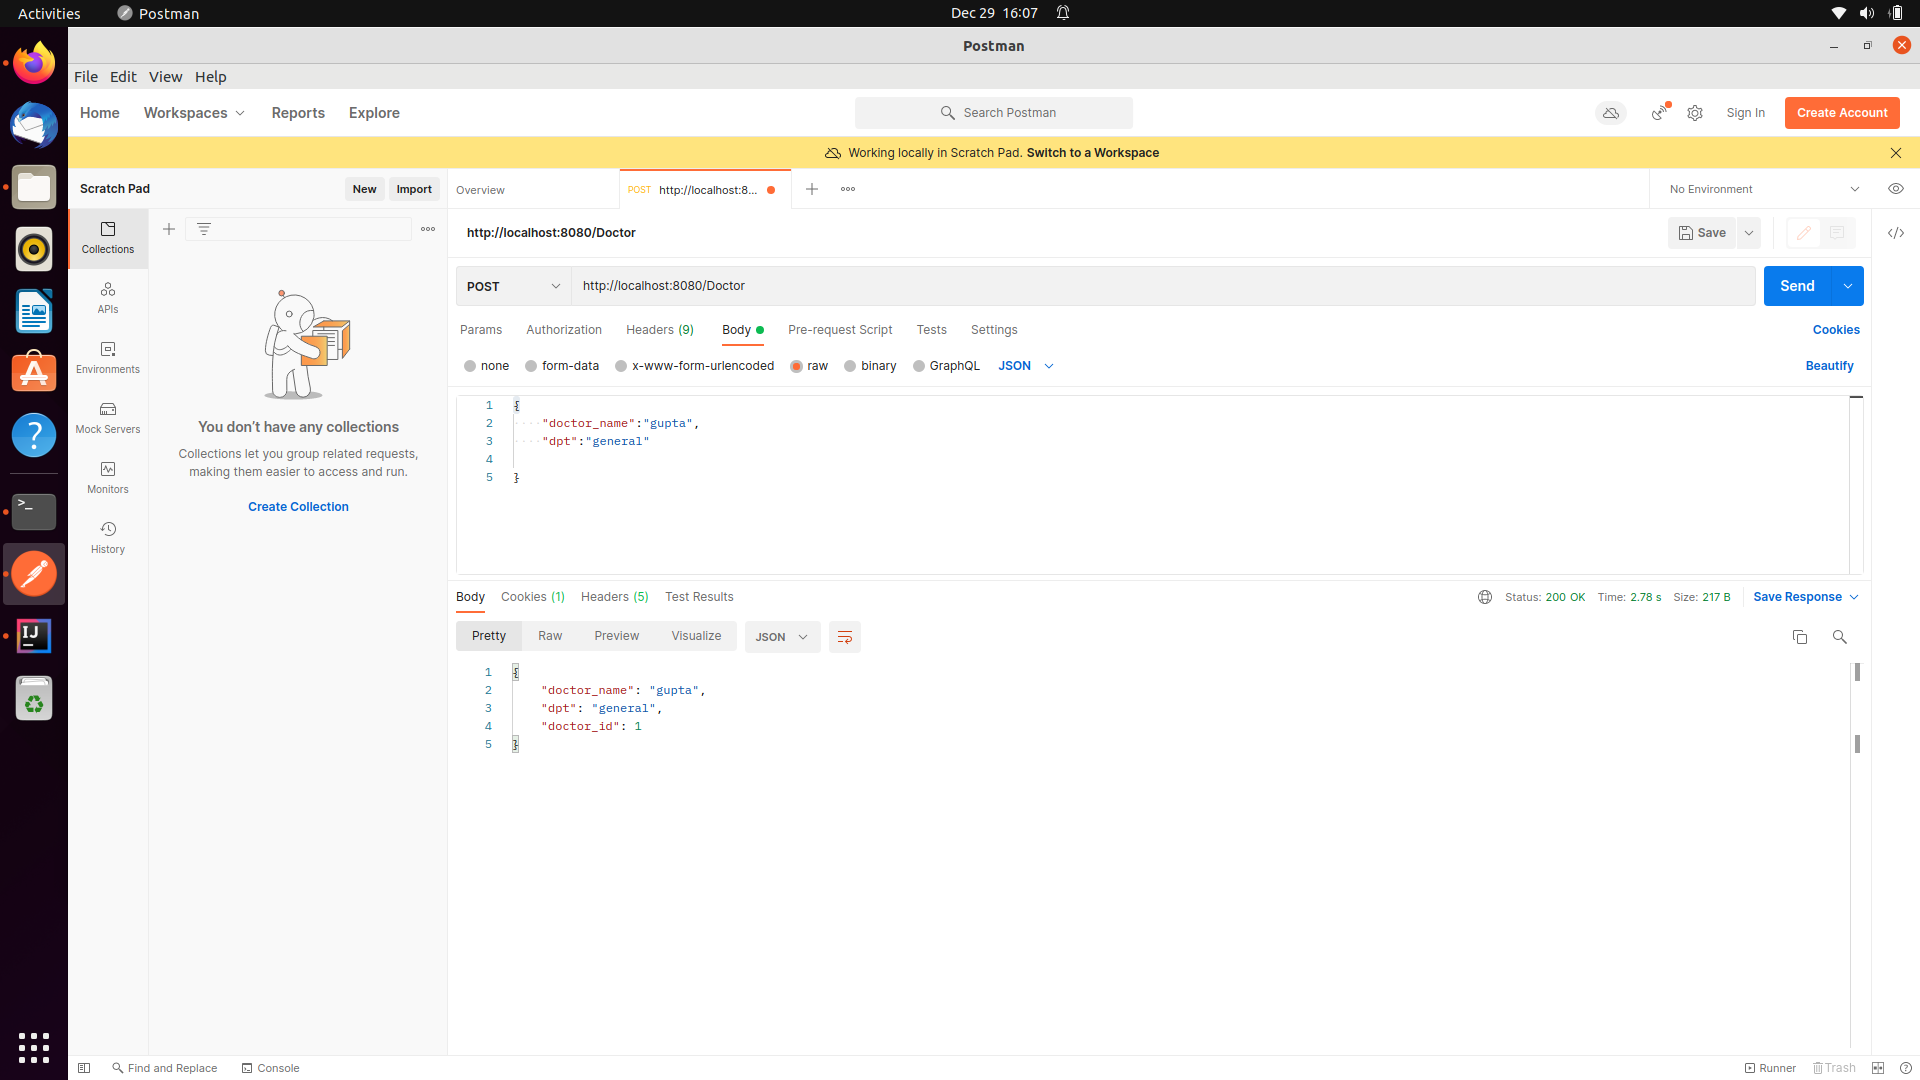 Activities Postman Dec 29 16:07
Postman
File Edit View Help
Home Workspaces Reports Explore Search Postman Sign In Create Account
Working locally in Scratch Pad. Switch to a Workspace
Scratch Pad New Import Overview POST http://localhost:8... No Environment
Collections
APIs
Environments
Mock Servers
Monitors
History
You don't have any collections
Collections let you group related requests,
making them easier to access and run.
Create Collection
http://localhost:8080/Doctor Save
POST http://localhost:8080/Doctor Send
Params Authorization Headers (9) Body Pre-request Script Tests Settings Cookies
none form-data x-www-form-urlencoded raw binary GraphQL JSON Beautify
1 {
2 "doctor_name":"gupta",
3 "dpt":"general"
4
5 }
Body Cookies (1) Headers (5) Test Results Status: 200 OK Time: 2.78 s Size: 217 B Save Response
Pretty Raw Preview Visualize JSON
1 {
2 "doctor_name": "gupta",
3 "dpt": "general",
4 "doctor_id": 1
5 }
Find and Replace Console Runner Trash